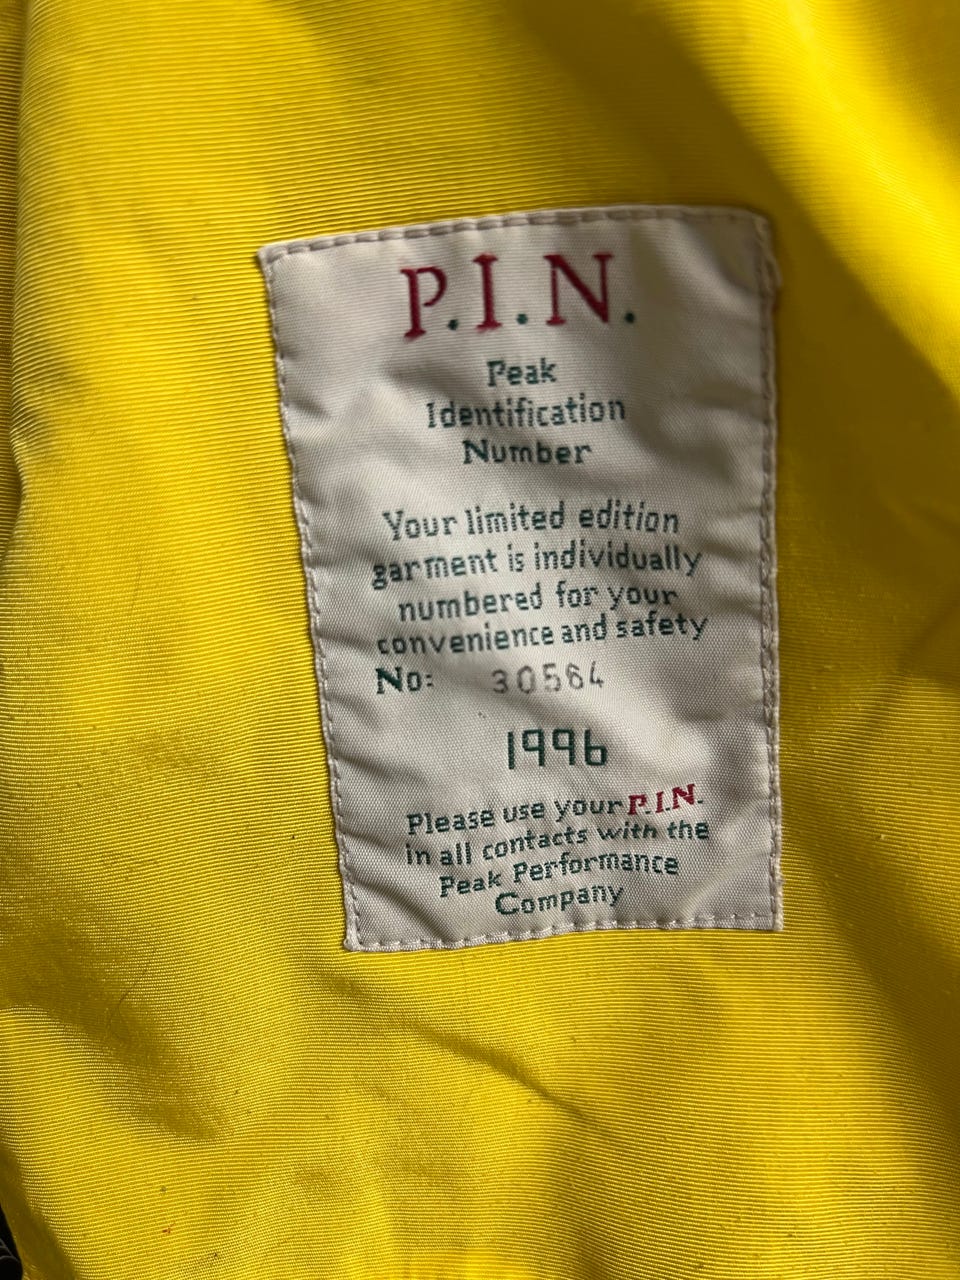 P.I.N.
Peak
Identification
Number
Your limited edition
garment is individually
numbered for your
convenience and safety
No: 30564
1996
Please use your P.I.N.
in all contacts with the
Peak Performance
Company